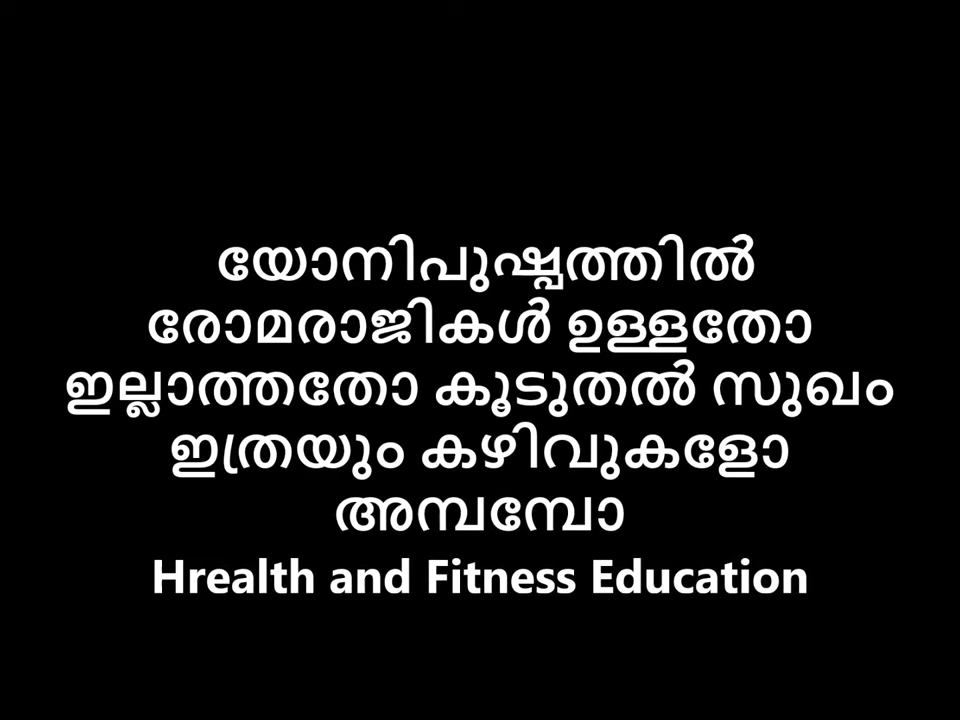 യോനിപുഷ്പത്തിൽ
രോമരാജികൾ ഉള്ളതോ
ഇല്ലാത്തതോ കൂടുതൽ സുഖം
ഇത്രയും കഴിവുകളോ
അമ്പമ്പോ
Hrealth and Fitness Education